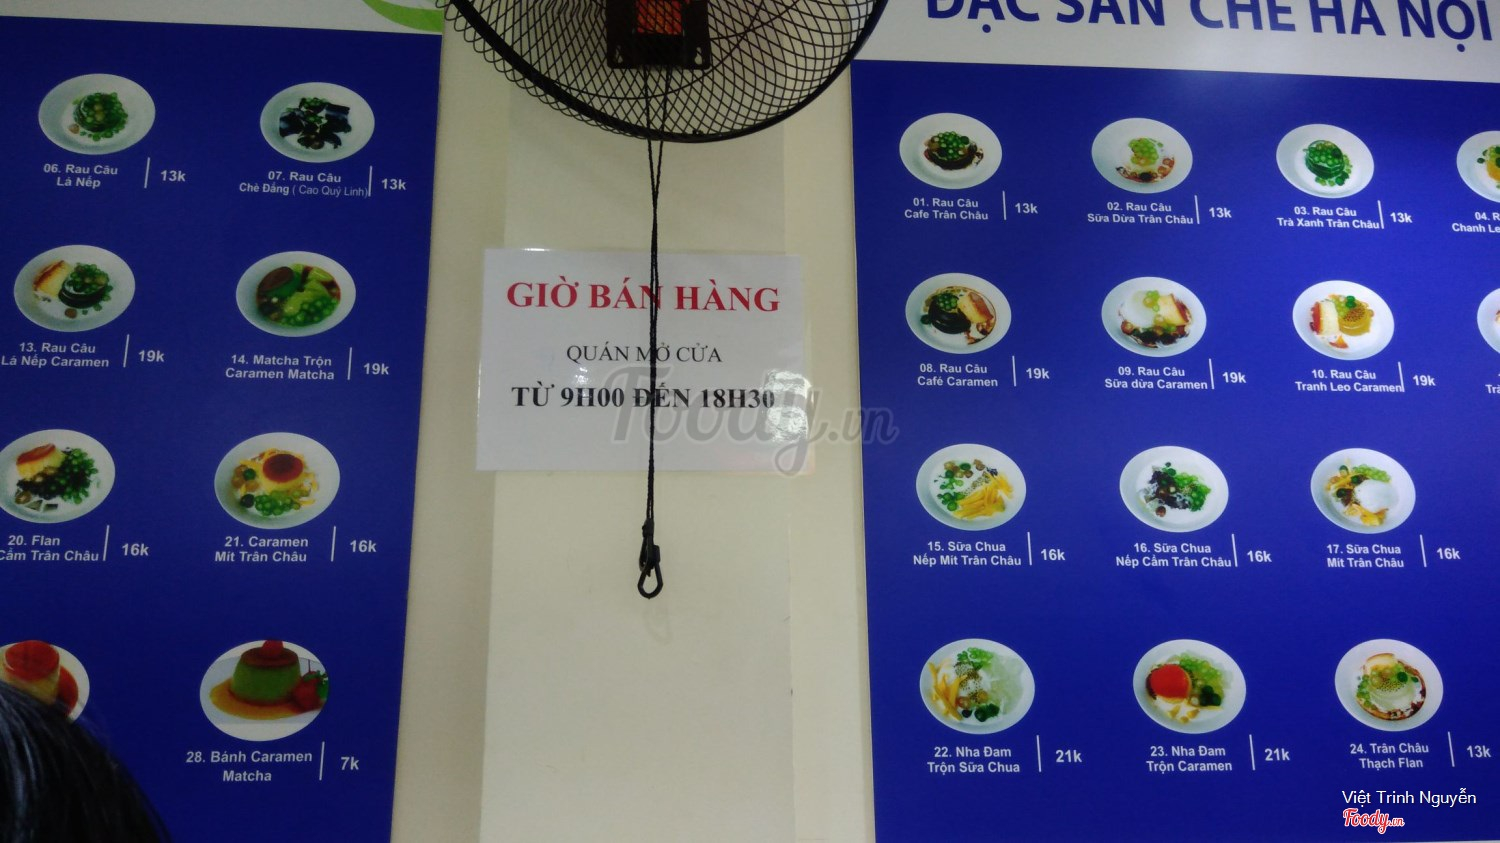 ĐẶC SẢN CHÈ HÀ NỘI
06. Rau Câu
Lá Nếp
13k
07. Rau Câu
Chè Đắng ( Cao Quý Linh)
13k
13. Rau Câu
Lá Nếp Caramen
19k
14. Matcha Trộn
Caramen Matcha
19k
20. Flan
Cẩm Trân Châu
16k
21. Caramen
Mít Trân Châu
16k
28. Bánh Caramen
Matcha
7k
GIỜ BÁN HÀNG
QUÁN MỞ CỬA
TỪ 9H00 ĐẾN 18H30
Foody.vn
01. Rau Câu
Cafe Trân Châu
13k
02. Rau Câu
Sữa Dừa Trân Châu
13k
03. Rau Câu
Trà Xanh Trân Châu
13k
04.
Chanh
08. Rau Câu
Café Caramen
19k
09. Rau Câu
Sữa dừa Caramen
19k
10. Rau Câu
Tranh Leo Caramen
19k
15. Sữa Chua
Nếp Mít Trân Châu
16k
16. Sữa Chua
Nếp Cẩm Trân Châu
16k
17. Sữa Chua
Mít Trân Châu
16k
22. Nha Đam
Trộn Sữa Chua
21k
23. Nha Đam
Trộn Caramen
21k
24. Trân Châu
Thạch Flan
13k
Việt Trinh Nguyễn
Foody.vn